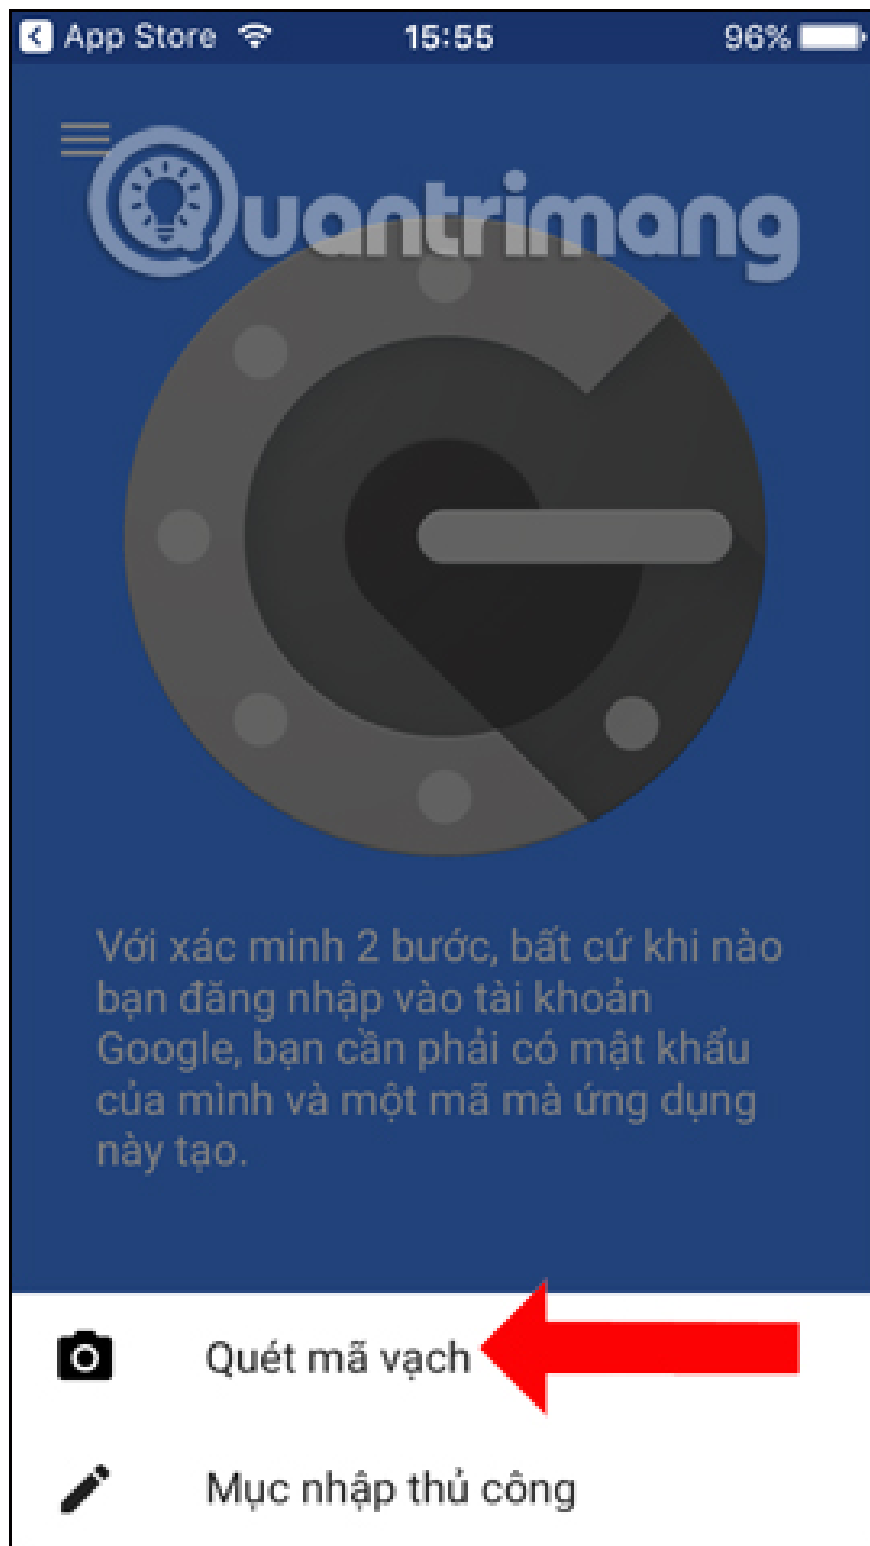 App Store 15:55 96%
Quantrimang
Với xác minh 2 bước, bất cứ khi nào
bạn đăng nhập vào tài khoản
Google, bạn cần phải có mật khẩu
của mình và một mã mà ứng dụng
này tạo.
Quét mã vạch
Mục nhập thủ công